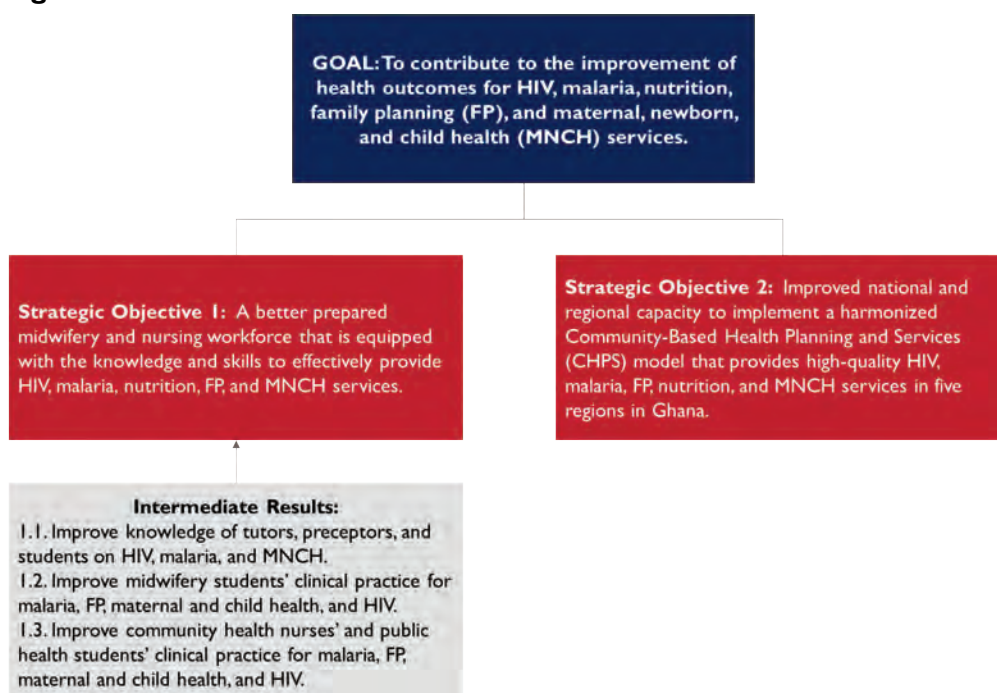 GOAL: To contribute to the improvement of
health outcomes for HIV, malaria, nutrition,
family planning (FP), and maternal, newborn,
and child health (MNCH) services.
Strategic Objective 1: A better prepared
midwifery and nursing workforce that is equipped
with the knowledge and skills to effectively provide
HIV, malaria, nutrition, FP, and MNCH services.
Strategic Objective 2: Improved national and
regional capacity to implement a harmonized
Community-Based Health Planning and Services
(CHPS) model that provides high-quality HIV,
malaria, FP, nutrition, and MNCH services in five
regions in Ghana.
Intermediate Results:
1.1. Improve knowledge of tutors, preceptors, and
students on HIV, malaria, and MNCH.
1.2. Improve midwifery students' clinical practice for
malaria, FP, maternal and child health, and HIV.
1.3. Improve community health nurses' and public
health students' clinical practice for malaria, FP,
maternal and child health, and HIV.